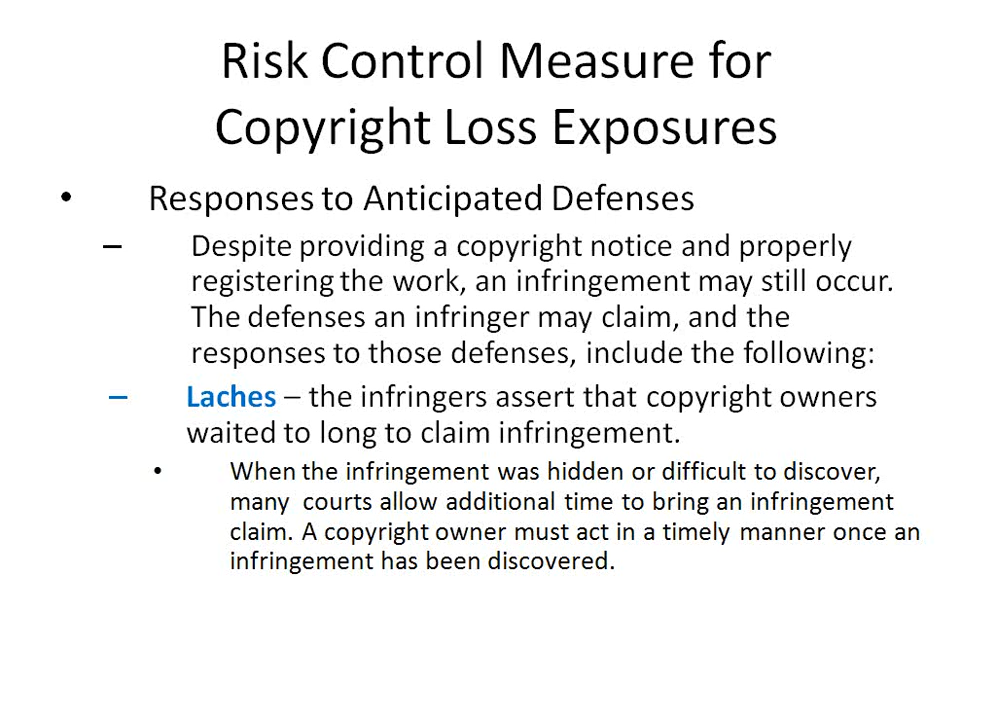 Risk Control Measure for
Copyright Loss Exposures
• Responses to Anticipated Defenses
– Despite providing a copyright notice and properly
registering the work, an infringement may still occur.
The defenses an infringer may claim, and the
responses to those defenses, include the following:
– Laches – the infringers assert that copyright owners
waited to long to claim infringement.
• When the infringement was hidden or difficult to discover,
many courts allow additional time to bring an infringement
claim. A copyright owner must act in a timely manner once an
infringement has been discovered.